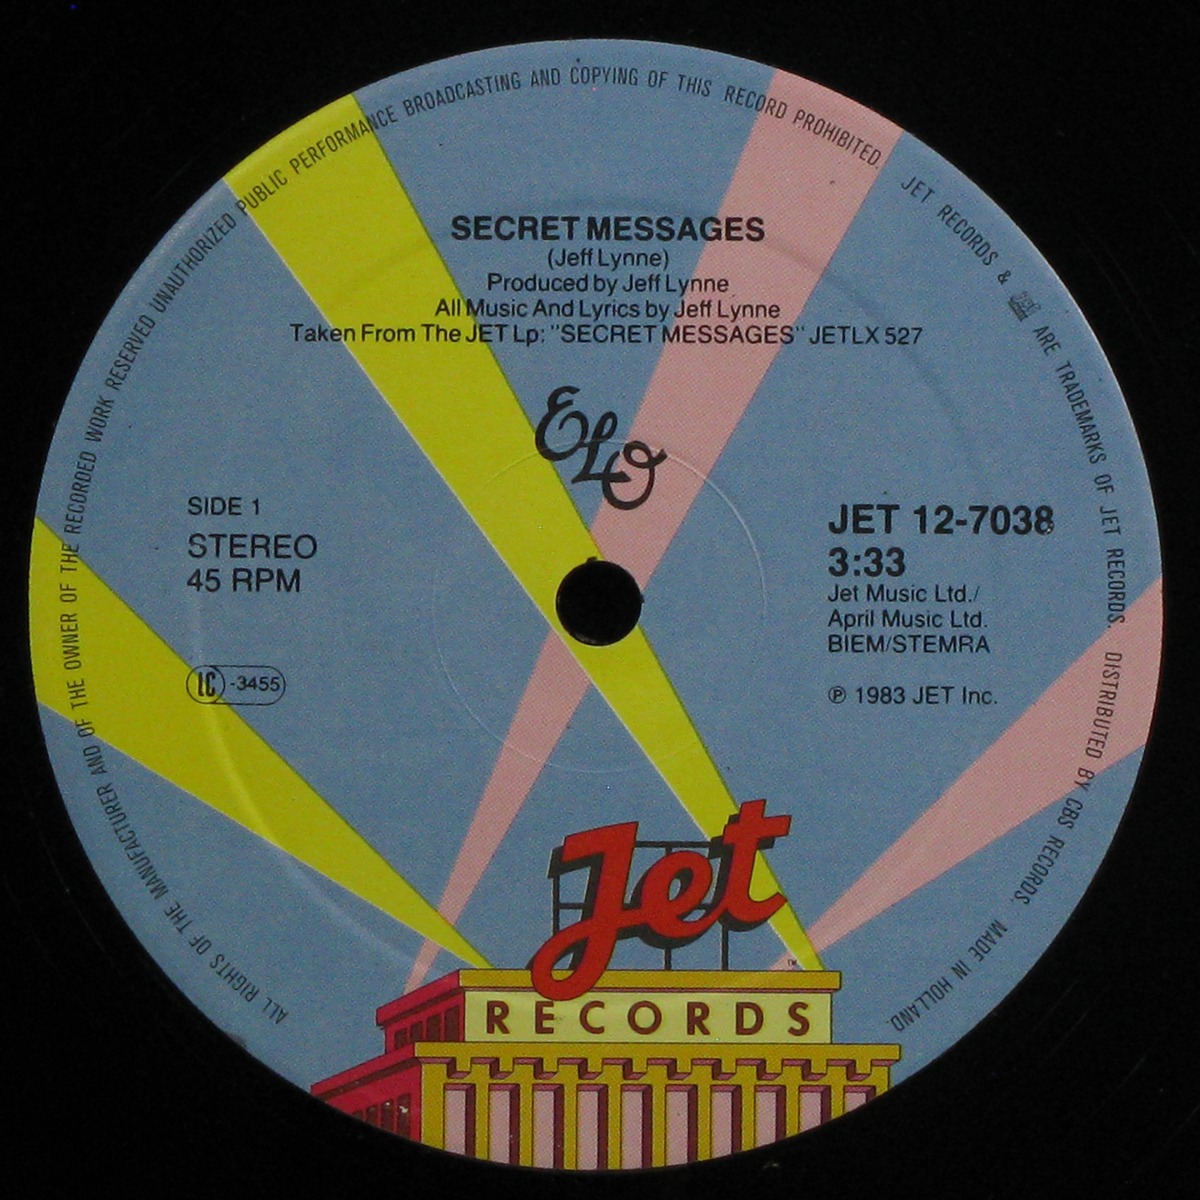 ALL RIGHTS OF THE MANUFACTURER AND OF THE OWNER OF THE RECORDED WORK RESERVED UNAUTHORIZED PUBLIC PERFORMANCE BROADCASTING AND COPYING OF THIS RECORD PROHIBITED. JET RECORDS & ARE TRADEMARKS OF JET RECORDS. DISTRIBUTED BY CBS RECORDS. MADE IN HOLLAND
SECRET MESSAGES
(Jeff Lynne)
Produced by Jeff Lynne
All Music And Lyrics by Jeff Lynne
Taken From The JET Lp: "SECRET MESSAGES" JETLX 527
ELO
SIDE 1
STEREO
45 RPM
LC -3455
JET 12-7038
3:33
Jet Music Ltd./
April Music Ltd.
BIEM/STEMRA
℗ 1983 JET Inc.
Jet
TM
RECORDS